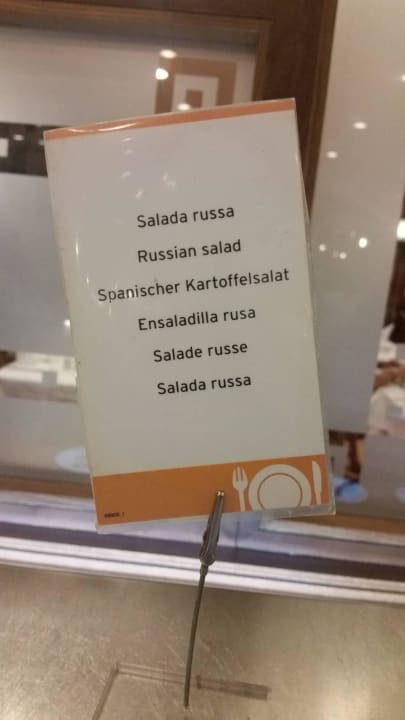 Salada russa
Russian salad
Spanischer Kartoffelsalat
Ensaladilla rusa
Salade russe
Salada russa